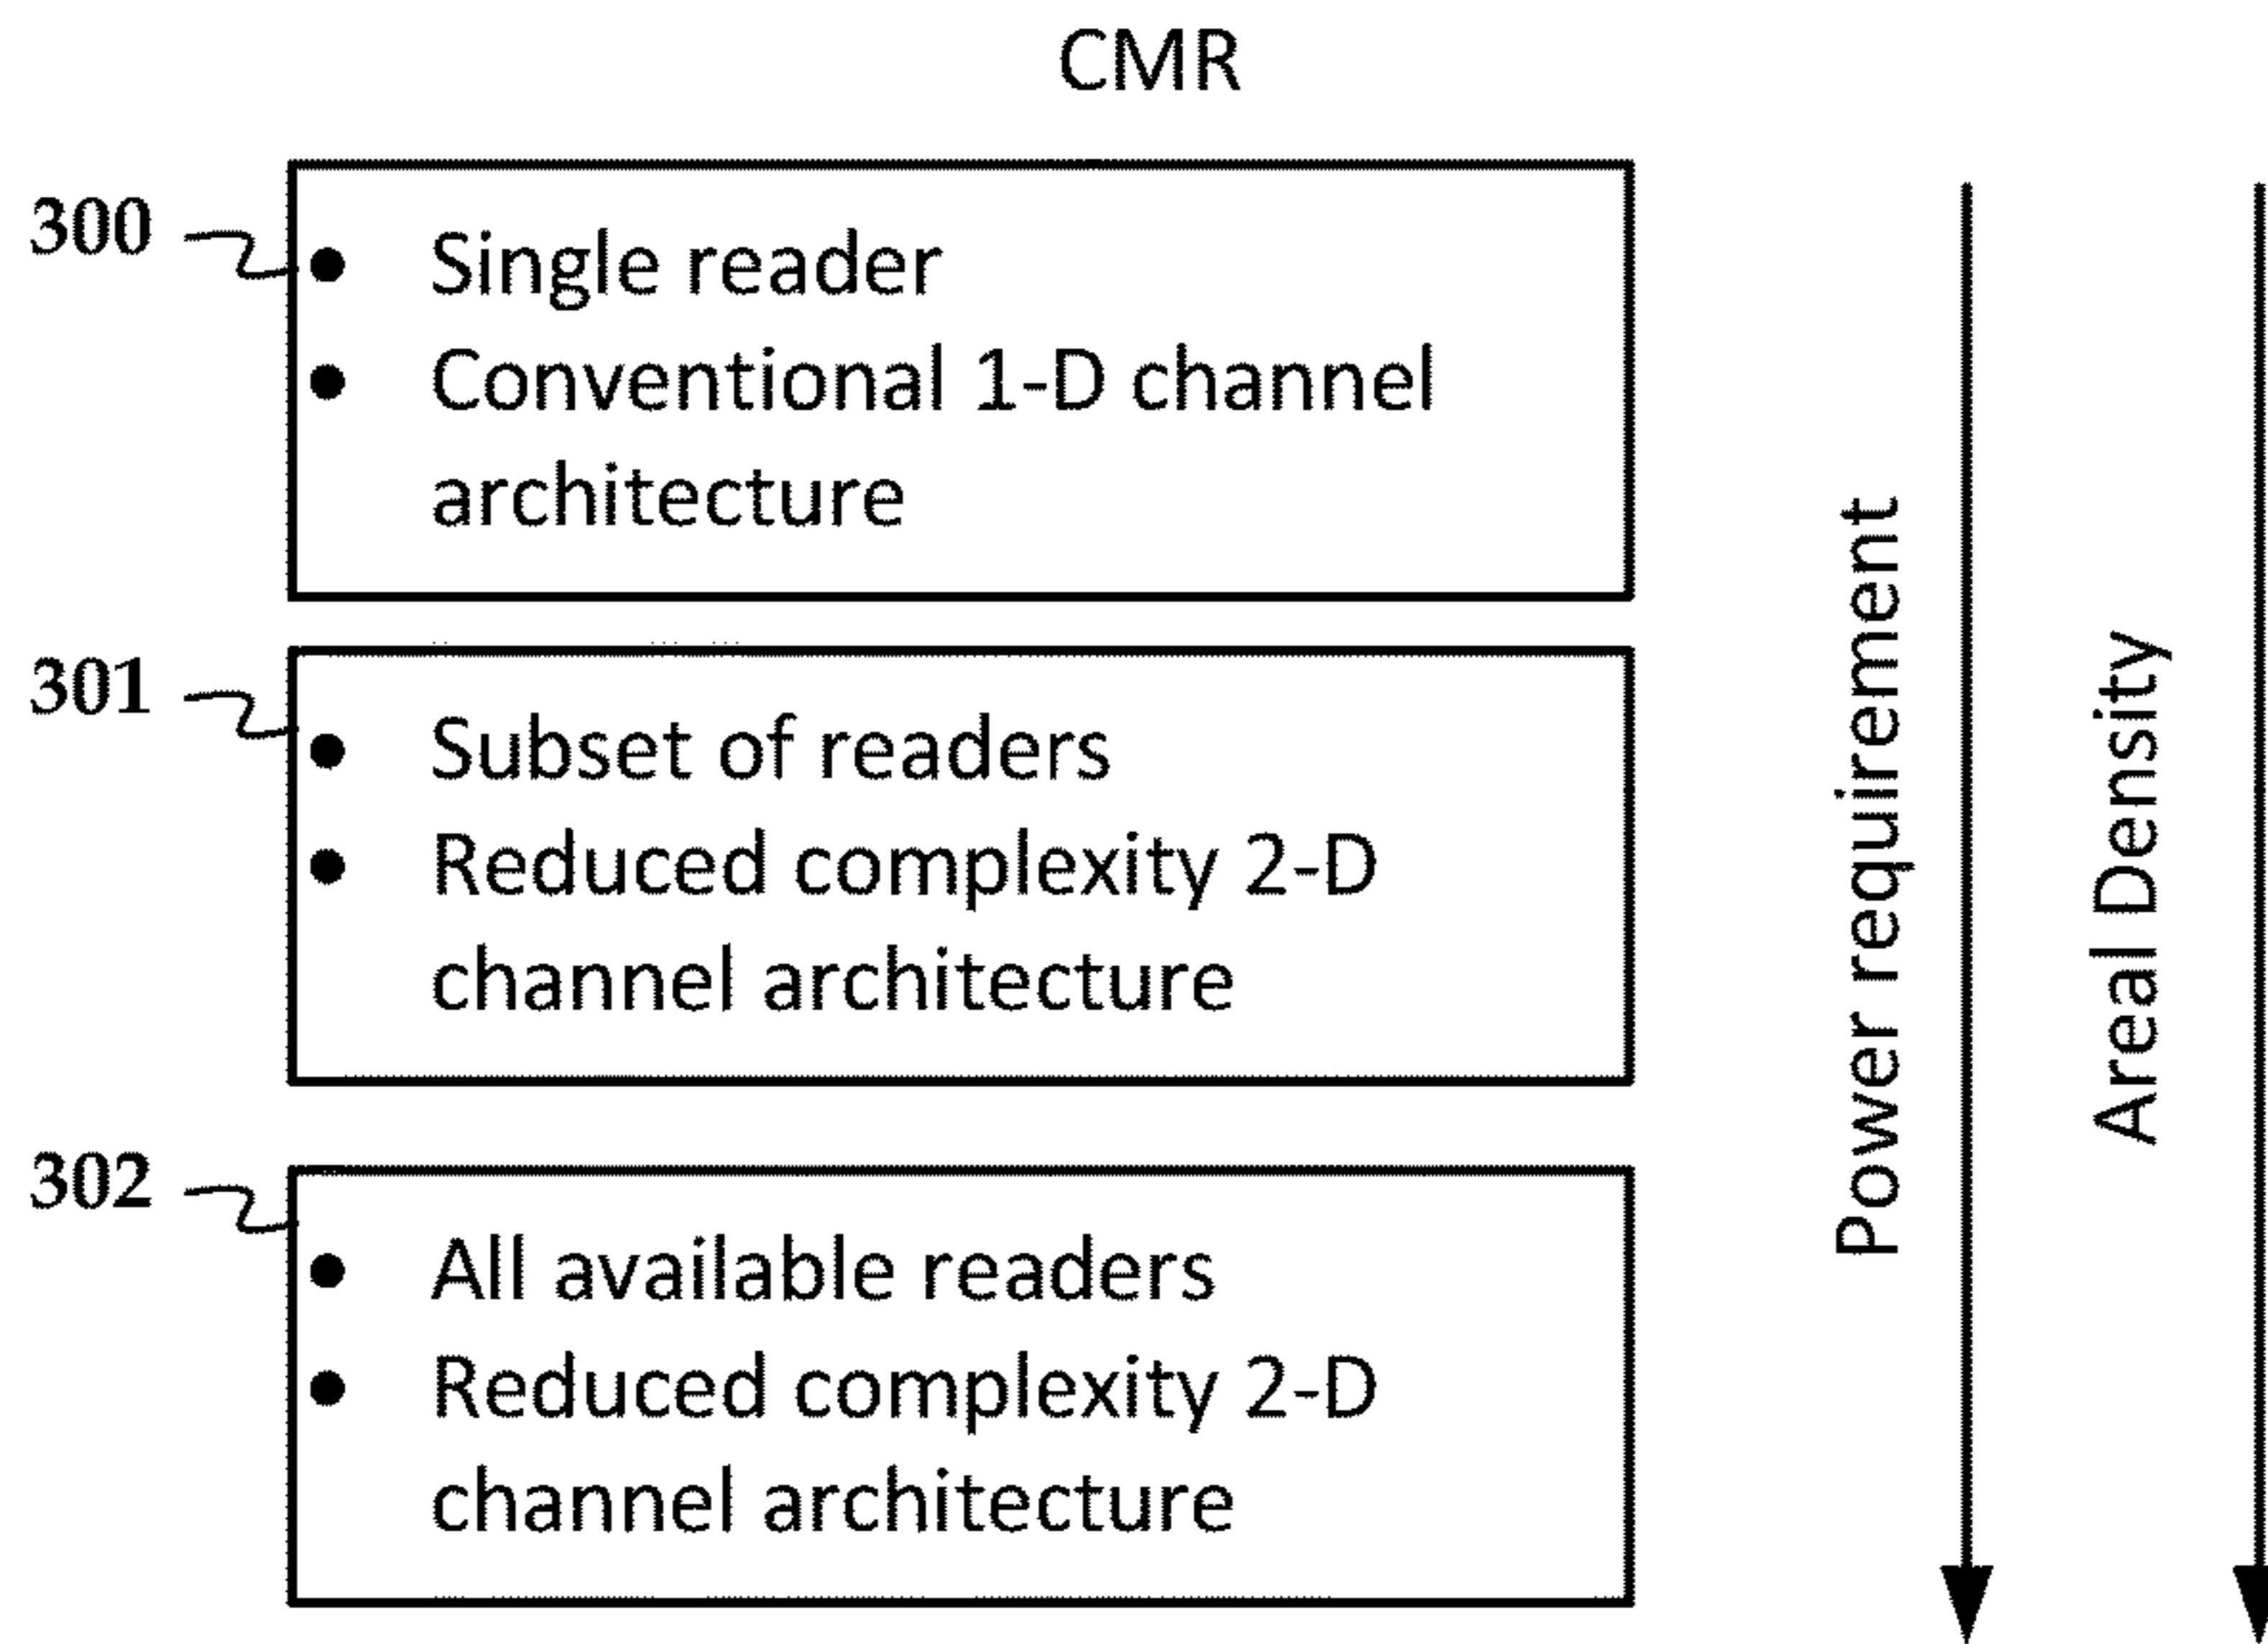 CMR
300
• Single reader
• Conventional 1-D channel
architecture
301
• Subset of readers
• Reduced complexity 2-D
channel architecture
302
• All available readers
• Reduced complexity 2-D
channel architecture
Power requirement
Areal Density